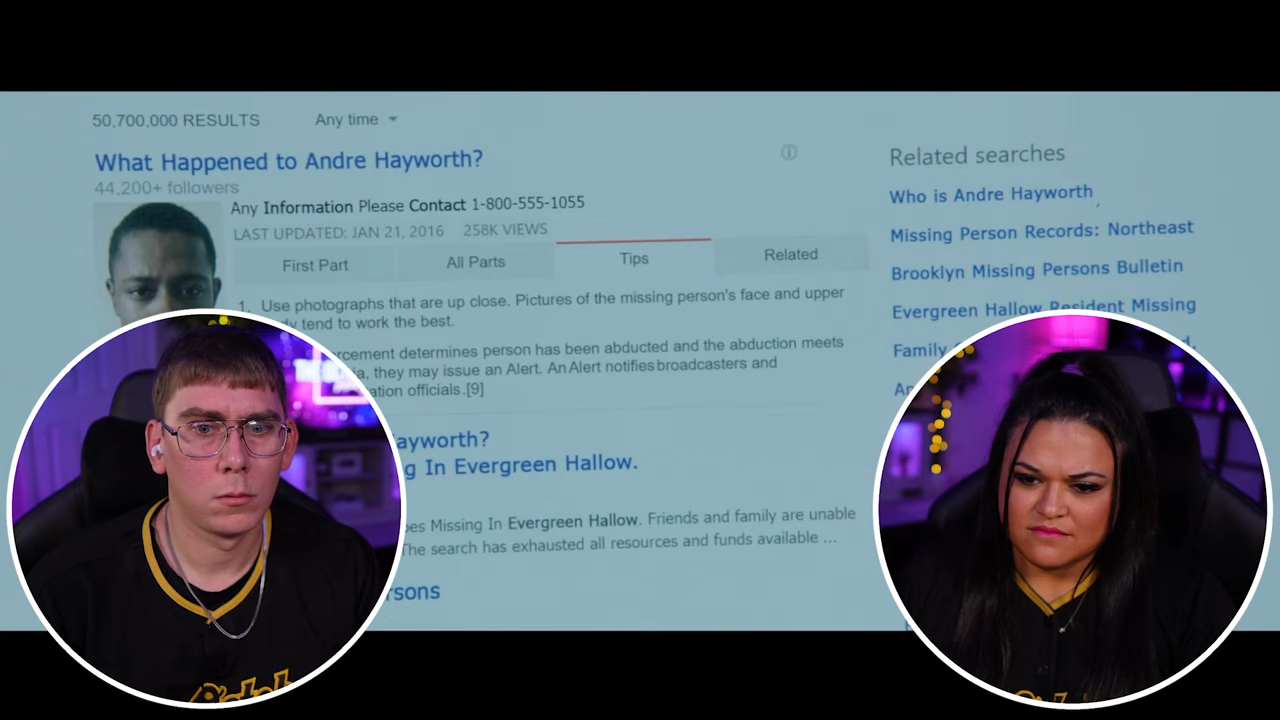 50,700,000 RESULTS Any time
What Happened to Andre Hayworth?
44,200+ followers
Any Information Please Contact 1-800-555-1055
LAST UPDATED: JAN 21, 2016 258K VIEWS
First Part All Parts Tips Related
1. Use photographs that are up close. Pictures of the missing person's face and upper
tend to work the best.
determines person has been abducted and the abduction meets
they may issue an Alert. An Alert notifies broadcasters and
officials.[9]
Hayworth?
In Evergreen Hallow.
Missing In Evergreen Hallow. Friends and family are unable
The search has exhausted all resources and funds available ...
Related searches
Who is Andre Hayworth
Missing Person Records: Northeast
Brooklyn Missing Persons Bulletin
Evergreen Hallow Resident Missing
Family